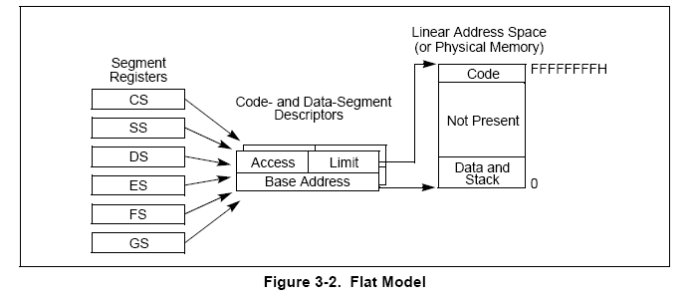 Linear Address Space
(or Physical Memory)
Segment
Registers
CS
SS
DS
ES
FS
GS
Code- and Data-Segment
Descriptors
Access
Limit
Base Address
Code
FFFFFFFFH
Not Present
Data and
Stack
0
Figure 3-2. Flat Model